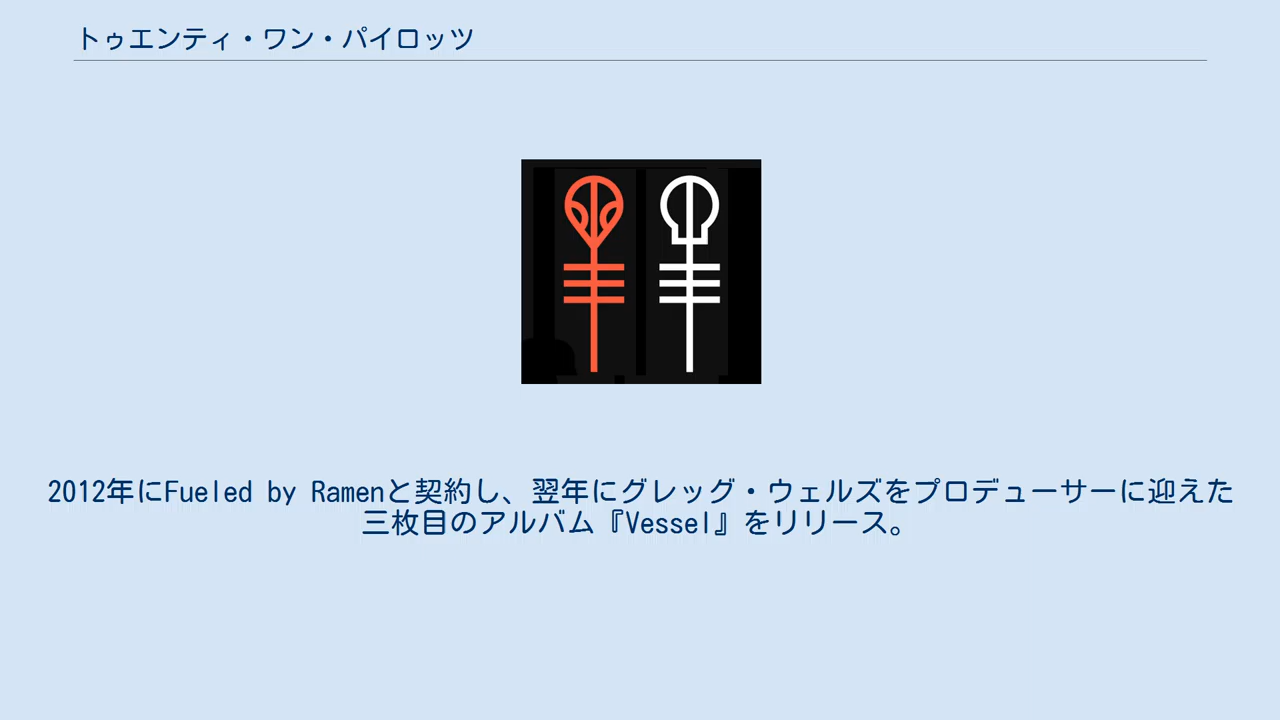 トゥエンティ・ワン・パイロッツ
2012年にFueled by Ramenと契約し、翌年にグレッグ・ウェルズをプロデューサーに迎えた
三枚目のアルバム『Vessel』をリリース。